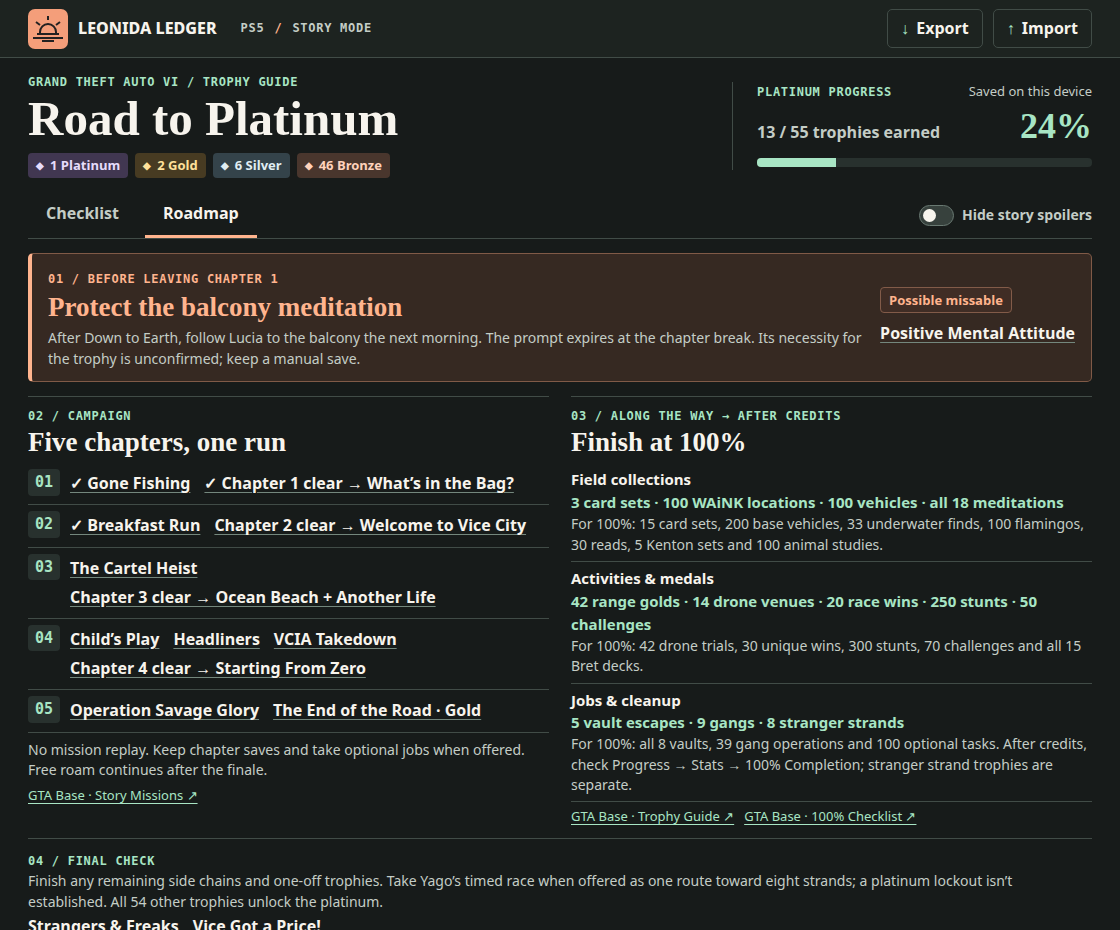 LEONIDA LEDGER PS5 / STORY MODE ↓ Export ↑ Import
GRAND THEFT AUTO VI / TROPHY GUIDE
Road to Platinum
◆ 1 Platinum ◆ 2 Gold ◆ 6 Silver ◆ 46 Bronze
PLATINUM PROGRESS Saved on this device
13 / 55 trophies earned 24%
Checklist Roadmap Hide story spoilers
01 / BEFORE LEAVING CHAPTER 1
Protect the balcony meditation
After Down to Earth, follow Lucia to the balcony the next morning. The prompt expires at the chapter break. Its necessity for
the trophy is unconfirmed; keep a manual save.
Possible missable
Positive Mental Attitude
02 / CAMPAIGN
Five chapters, one run
01 ✓ Gone Fishing ✓ Chapter 1 clear → What’s in the Bag?
02 ✓ Breakfast Run Chapter 2 clear → Welcome to Vice City
03 The Cartel Heist
Chapter 3 clear → Ocean Beach + Another Life
04 Child’s Play Headliners VCIA Takedown
Chapter 4 clear → Starting From Zero
05 Operation Savage Glory The End of the Road · Gold
No mission replay. Keep chapter saves and take optional jobs when offered.
Free roam continues after the finale.
GTA Base · Story Missions ↗
03 / ALONG THE WAY → AFTER CREDITS
Finish at 100%
Field collections
3 card sets · 100 WAiNK locations · 100 vehicles · all 18 meditations
For 100%: 15 card sets, 200 base vehicles, 33 underwater finds, 100 flamingos,
30 reads, 5 Kenton sets and 100 animal studies.
Activities & medals
42 range golds · 14 drone venues · 20 race wins · 250 stunts · 50
challenges
For 100%: 42 drone trials, 30 unique wins, 300 stunts, 70 challenges and all 15
Bret decks.
Jobs & cleanup
5 vault escapes · 9 gangs · 8 stranger strands
For 100%: all 8 vaults, 39 gang operations and 100 optional tasks. After credits,
check Progress → Stats → 100% Completion; stranger strand trophies are
separate.
GTA Base · Trophy Guide ↗ GTA Base · 100% Checklist ↗
04 / FINAL CHECK
Finish any remaining side chains and one-off trophies. Take Yago’s timed race when offered as one route toward eight strands; a platinum lockout isn’t
established. All 54 other trophies unlock the platinum.
Strangers & Freaks Vice Got a Price!